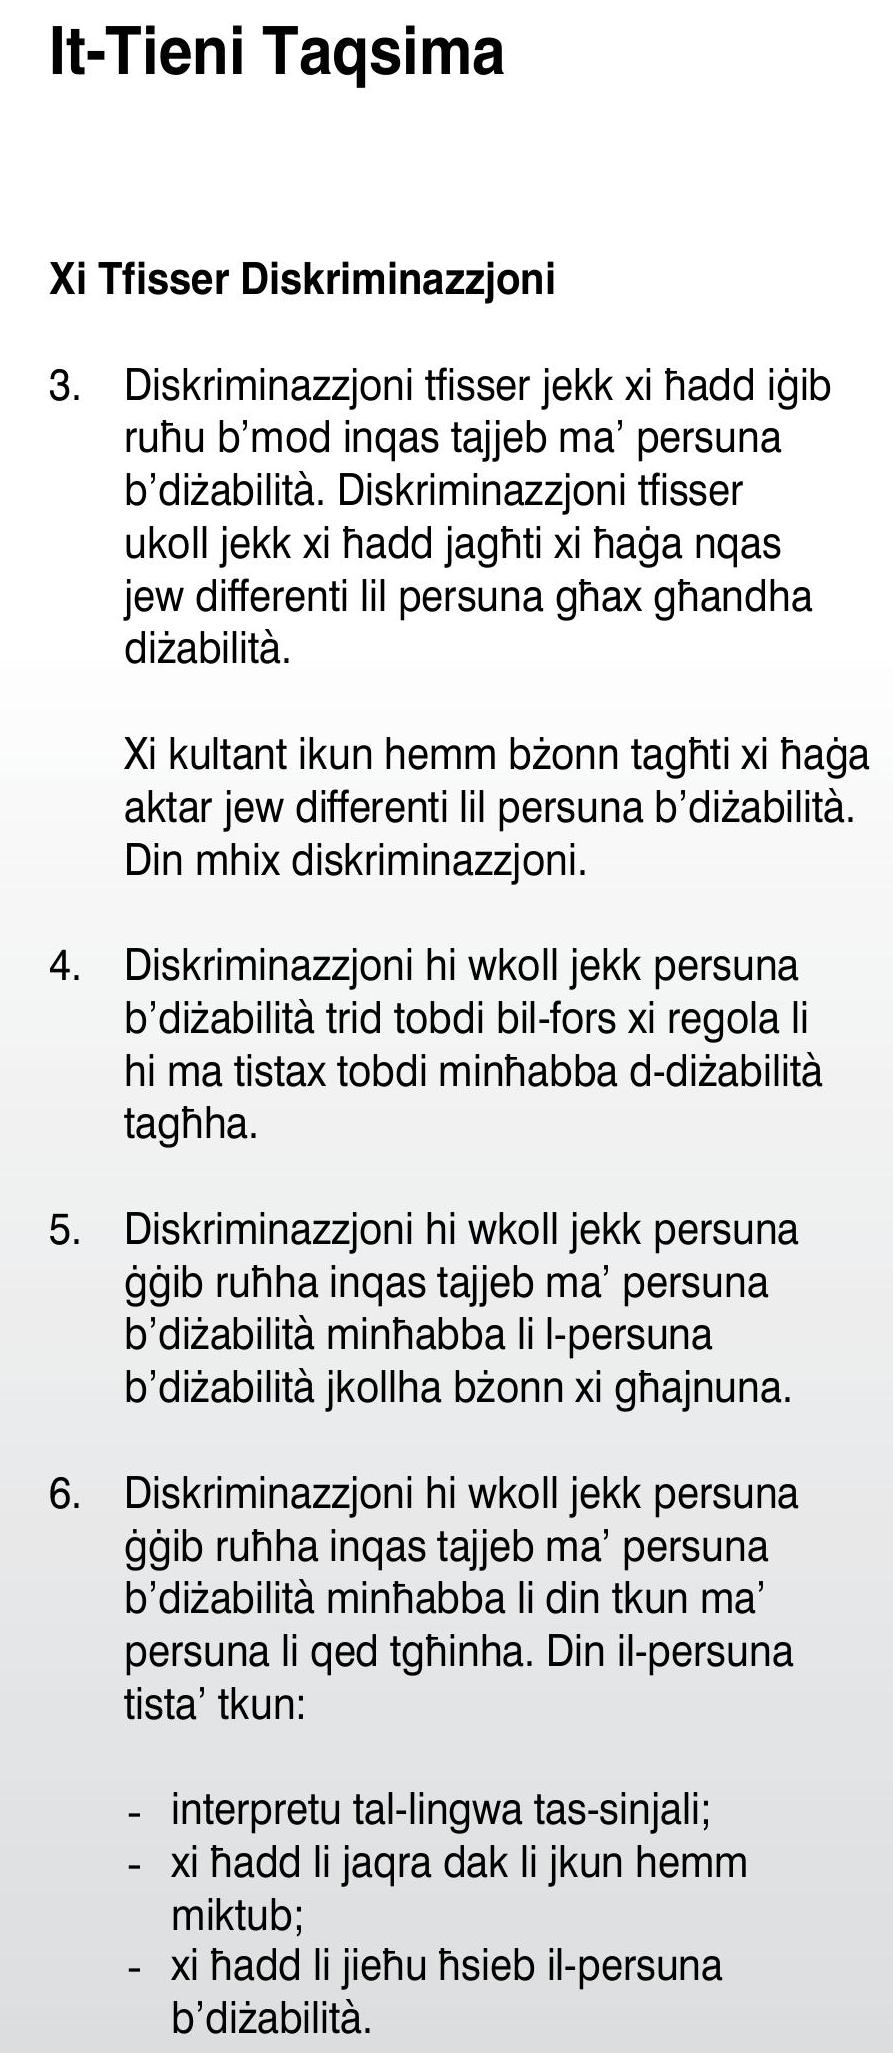 It-Tieni Taqsima
Xi Tfisser Diskriminazzjoni
3. Diskriminazzjoni tfisser jekk xi ħadd iġib
ruħu b’mod inqas tajjeb ma’ persuna
b’diżabilità. Diskriminazzjoni tfisser
ukoll jekk xi ħadd jagħti xi ħaġa nqas
jew differenti lil persuna għax għandha
diżabilità.
Xi kultant ikun hemm bżonn tagħti xi ħaġa
aktar jew differenti lil persuna b’diżabilità.
Din mhix diskriminazzjoni.
4. Diskriminazzjoni hi wkoll jekk persuna
b’diżabilità trid tobdi bil-fors xi regola li
hi ma tistax tobdi minħabba d-diżabilità
tagħha.
5. Diskriminazzjoni hi wkoll jekk persuna
ġġib ruħha inqas tajjeb ma’ persuna
b’diżabilità minħabba li l-persuna
b’diżabilità jkollha bżonn xi għajnuna.
6. Diskriminazzjoni hi wkoll jekk persuna
ġġib ruħha inqas tajjeb ma’ persuna
b’diżabilità minħabba li din tkun ma’
persuna li qed tgħinha. Din il-persuna
tista’ tkun:
- interpretu tal-lingwa tas-sinjali;
- xi ħadd li jaqra dak li jkun hemm
miktub;
- xi ħadd li jieħu ħsieb il-persuna
b’diżabilità.